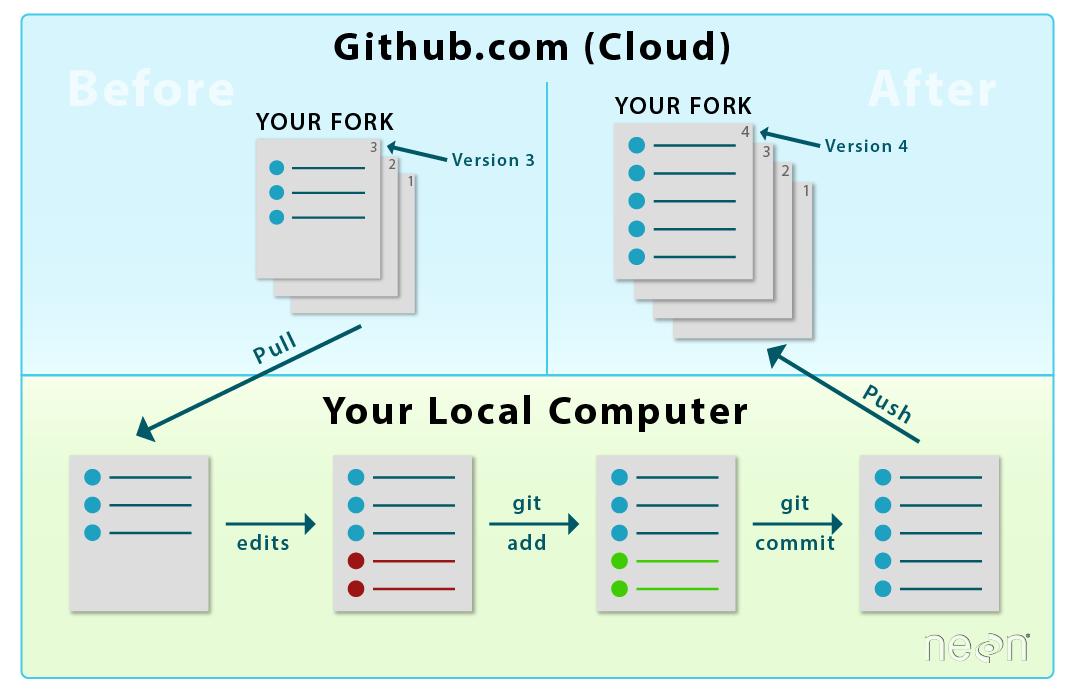 Github.com (Cloud)
Before
After
YOUR FORK
3
2
1
Version 3
YOUR FORK
4
3
2
1
Version 4
Pull
Push
Your Local Computer
edits
git
add
git
commit
neon